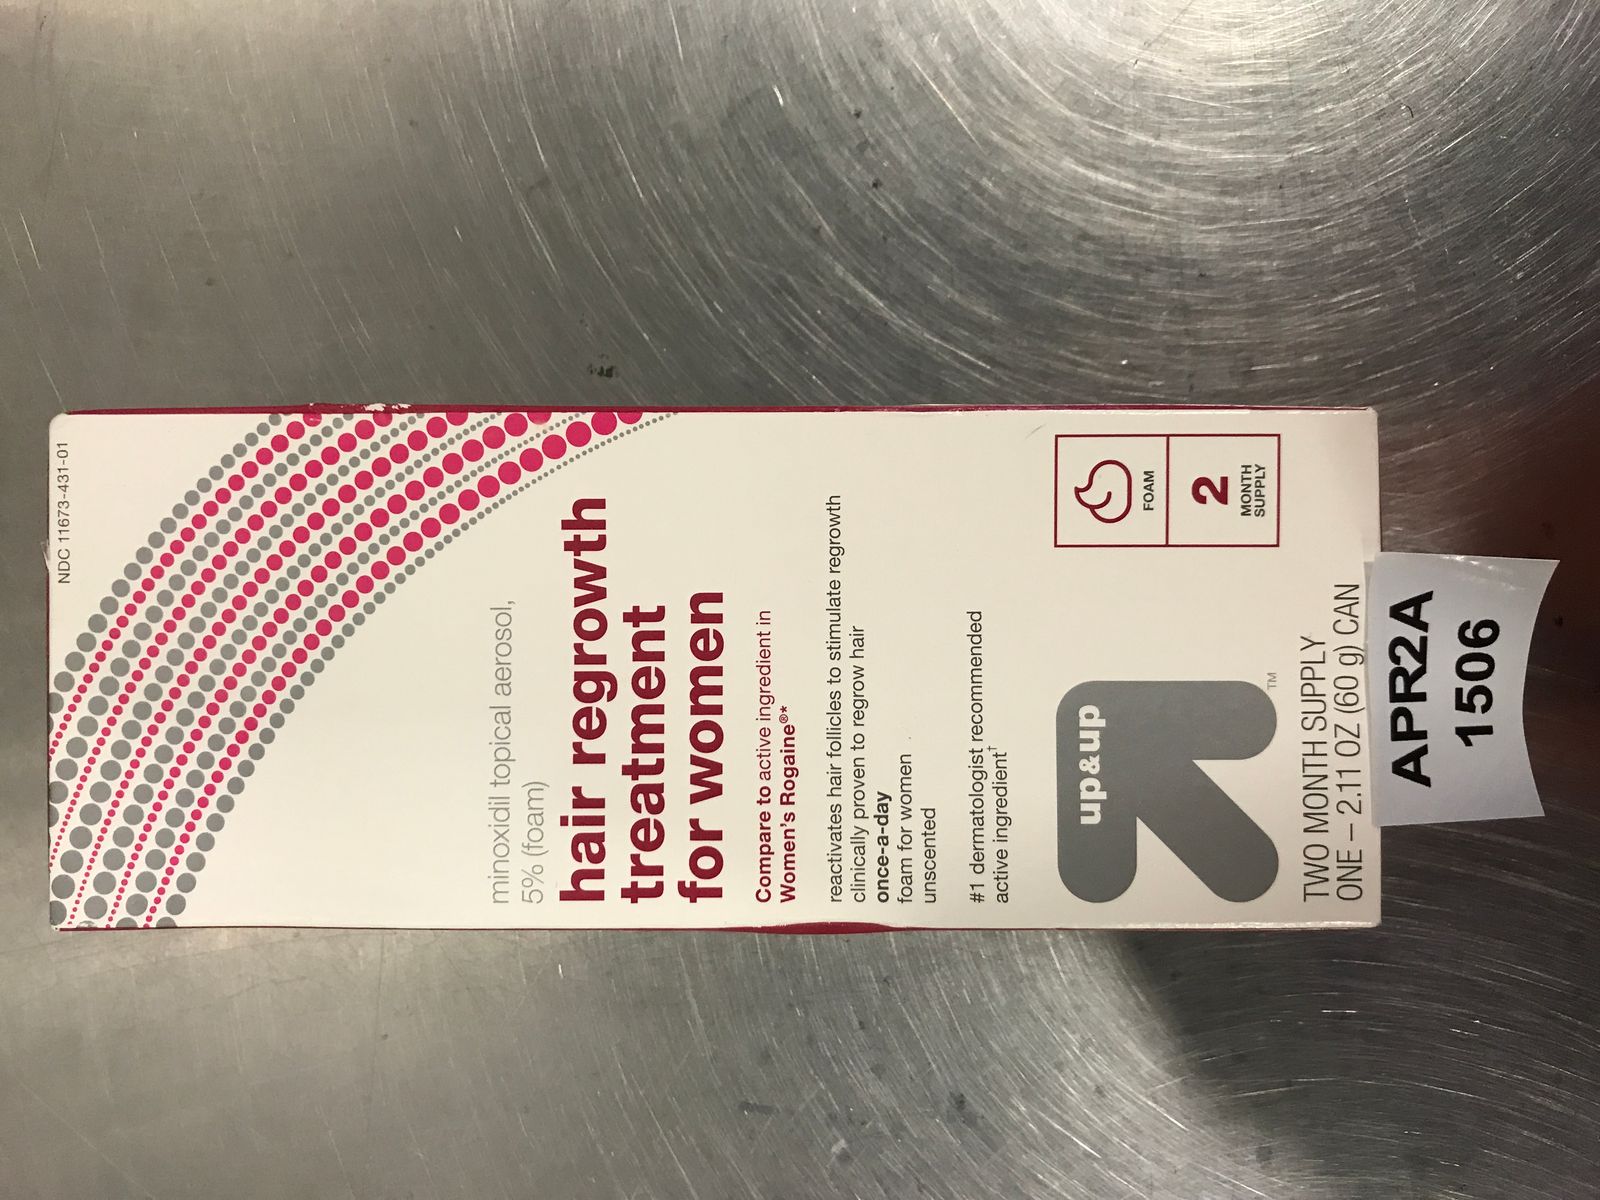 NDC 11673-431-01
minoxidil topical aerosol,
5% (foam)
hair regrowth
treatment
for women
Compare to active ingredient in
Women's Rogaine®*
reactivates hair follicles to stimulate regrowth
clinically proven to regrow hair
once-a-day
foam for women
unscented
#1 dermatologist recommended
active ingredient†
up&up
TM
FOAM
2
MONTH
SUPPLY
TWO MONTH SUPPLY
ONE – 2.11 OZ (60 g) CAN
APR2A
1506